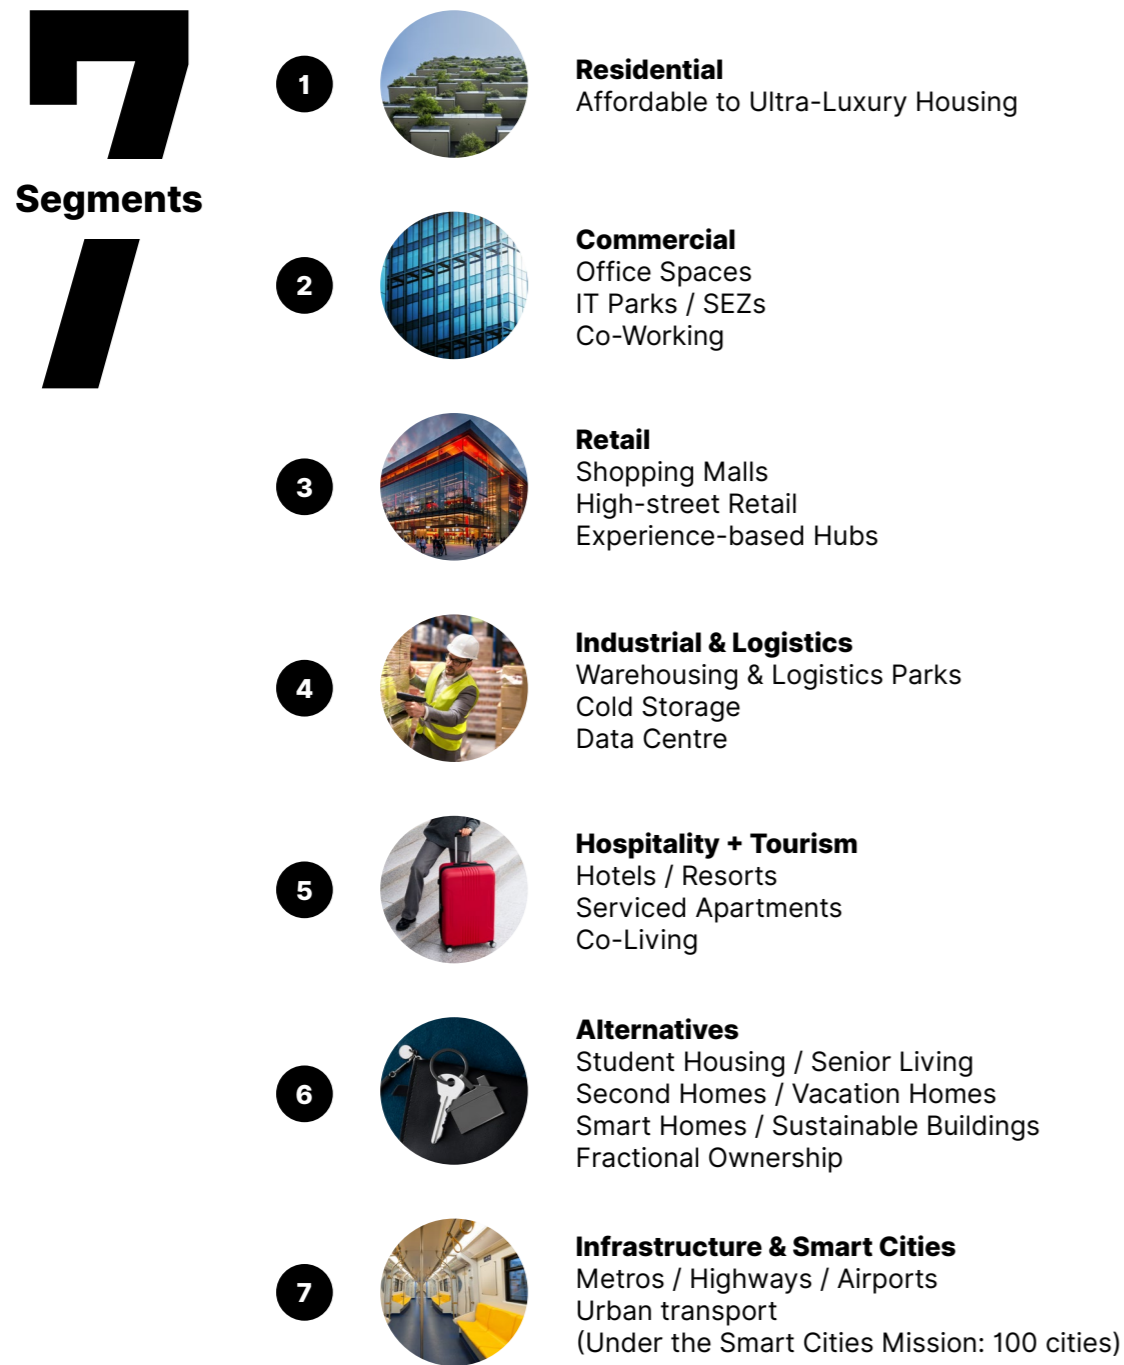 7
Segments
1
Residential
Affordable to Ultra-Luxury Housing
2
Commercial
Office Spaces
IT Parks / SEZs
Co-Working
3
Retail
Shopping Malls
High-street Retail
Experience-based Hubs
4
Industrial & Logistics
Warehousing & Logistics Parks
Cold Storage
Data Centre
5
Hospitality + Tourism
Hotels / Resorts
Serviced Apartments
Co-Living
6
Alternatives
Student Housing / Senior Living
Second Homes / Vacation Homes
Smart Homes / Sustainable Buildings
Fractional Ownership
7
Infrastructure & Smart Cities
Metros / Highways / Airports
Urban transport
(Under the Smart Cities Mission: 100 cities)